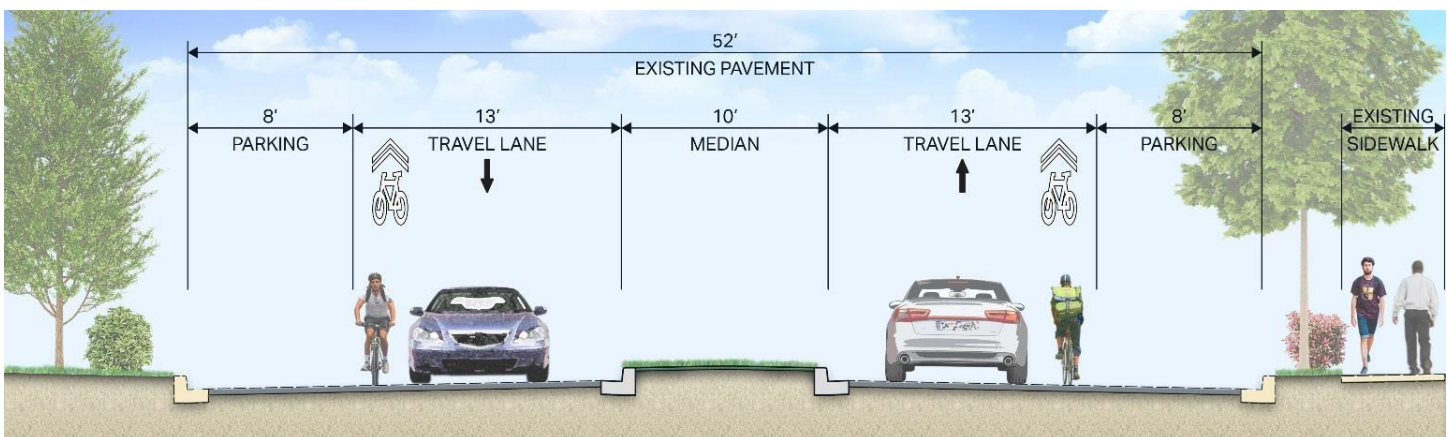 52’
EXISTING PAVEMENT
8’
PARKING
13’
TRAVEL LANE
10’
MEDIAN
13’
TRAVEL LANE
8’
PARKING
EXISTING
SIDEWALK